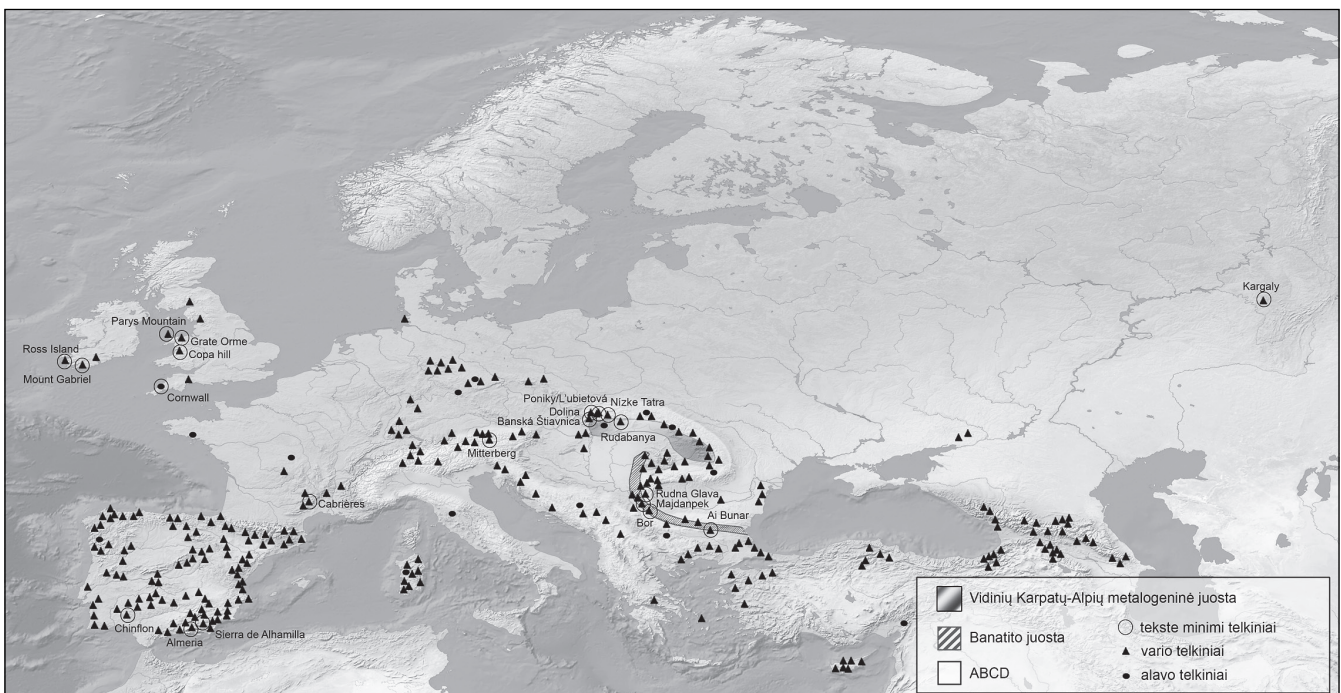 Kargaly
Parys Mountain
Grate Orme
Ross Island
Copa hill
Mount Gabriel
Cornwall
Poniky/L'ubietová
Nízke Tatra
Dolina
Banská Štiavnica
Rudabanya
Mitterberg
Cabrières
Rudna Glava
Majdanpek
Ai Bunar
Bor
Chinflon
Sierra de Alhamilla
Almeria
Vidinių Karpatų-Alpių metalogeninė juosta
Banatito juosta
ABCD
tekste minimi telkiniai
vario telkiniai
alavo telkiniai